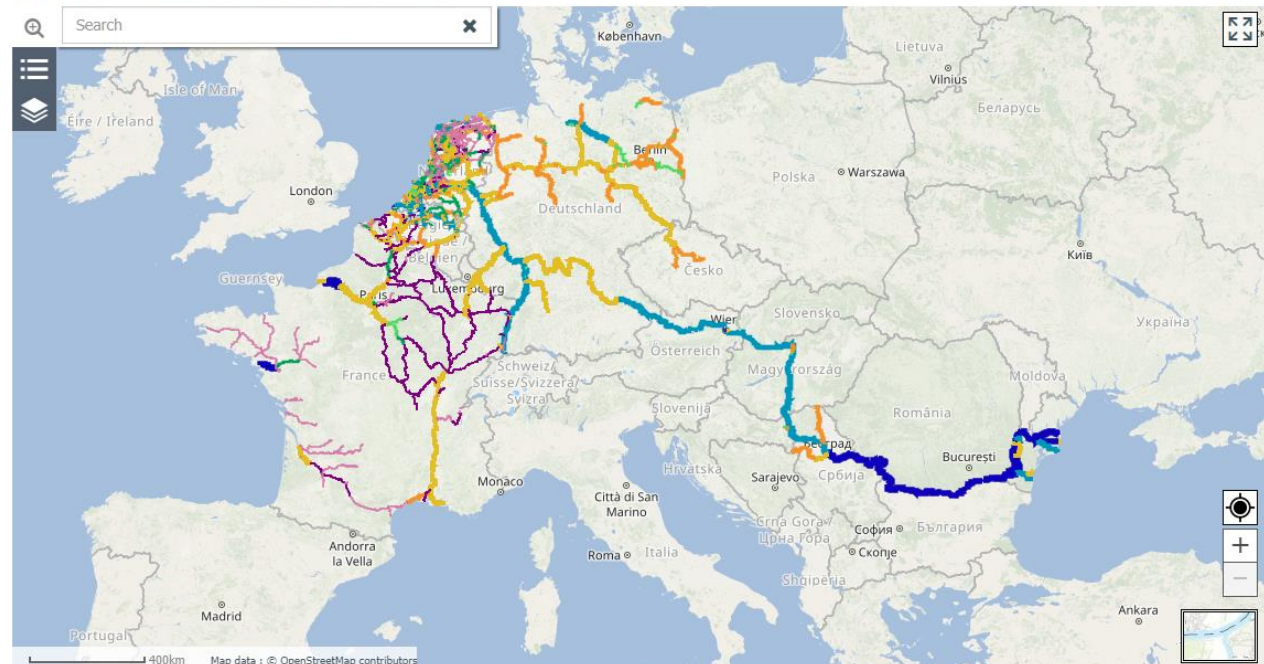 Search
København
Lietuva
Vilnius
Isle of Man
Беларусь
Éire / Ireland
Berlin
London
Polska
Warszawa
Deutschland
België
Belgien
Київ
Guernsey
Česko
Paris
Luxembourg
Wien
Slovensko
Україна
Österreich
Magyarország
Moldova
France
Schweiz/
Suisse/Svizzera/
Svizra
Slovenija
România
Београд
București
Hrvatska
Monaco
Sarajevo
Србија
Città di San
Marino
Crna Gora /
Црна Гора
София
България
Andorra
la Vella
Roma
Italia
Скопје
Shqipëria
Madrid
Ankara
Portugal
400km
Map data : © OpenStreetMap contributors